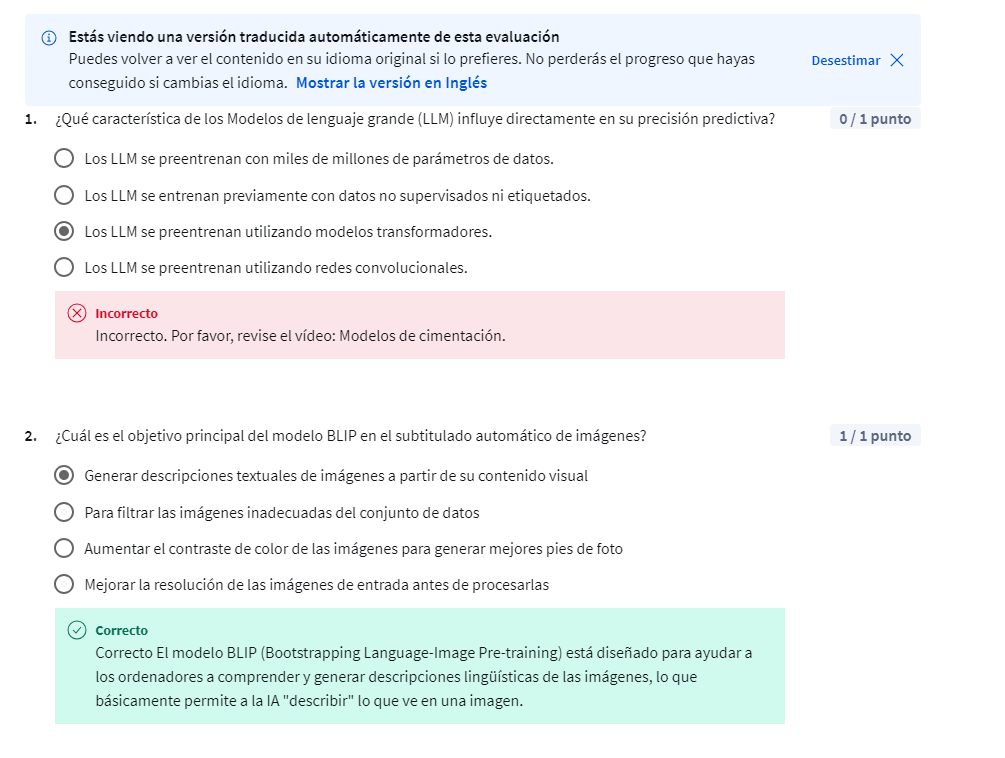 Estás viendo una versión traducida automáticamente de esta evaluación
Puedes volver a ver el contenido en su idioma original si lo prefieres. No perderás el progreso que hayas
conseguido si cambias el idioma. Mostrar la versión en Inglés
Desestimar
1. ¿Qué característica de los Modelos de lenguaje grande (LLM) influye directamente en su precisión predictiva?
0 / 1 punto
Los LLM se preentrenan con miles de millones de parámetros de datos.
Los LLM se entrenan previamente con datos no supervisados ni etiquetados.
Los LLM se preentrenan utilizando modelos transformadores.
Los LLM se preentrenan utilizando redes convolucionales.
Incorrecto
Incorrecto. Por favor, revise el vídeo: Modelos de cimentación.
2. ¿Cuál es el objetivo principal del modelo BLIP en el subtitulado automático de imágenes?
1 / 1 punto
Generar descripciones textuales de imágenes a partir de su contenido visual
Para filtrar las imágenes inadecuadas del conjunto de datos
Aumentar el contraste de color de las imágenes para generar mejores pies de foto
Mejorar la resolución de las imágenes de entrada antes de procesarlas
Correcto
Correcto El modelo BLIP (Bootstrapping Language-Image Pre-training) está diseñado para ayudar a
los ordenadores a comprender y generar descripciones lingüísticas de las imágenes, lo que
básicamente permite a la IA "describir" lo que ve en una imagen.